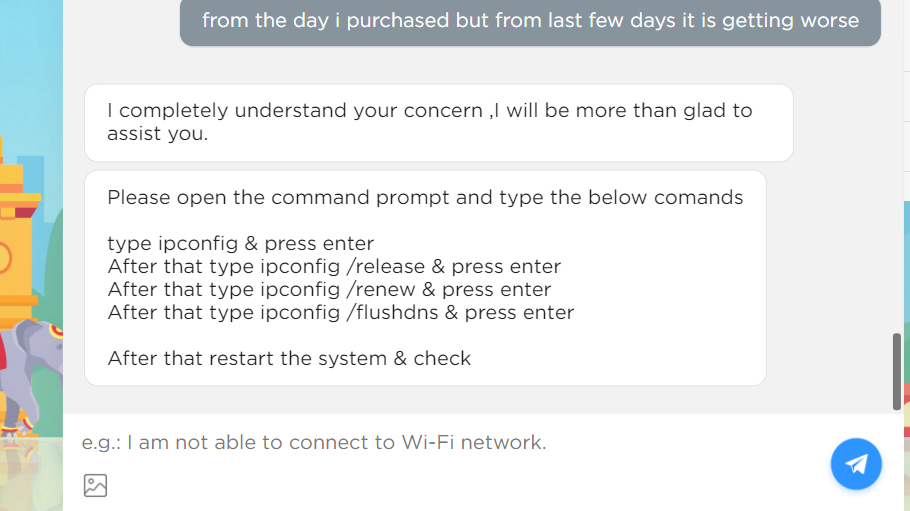 from the day i purchased but from last few days it is getting worse
I completely understand your concern ,I will be more than glad to
assist you.
Please open the command prompt and type the below comands
type ipconfig & press enter
After that type ipconfig /release & press enter
After that type ipconfig /renew & press enter
After that type ipconfig /flushdns & press enter
After that restart the system & check
e.g.: I am not able to connect to Wi-Fi network.